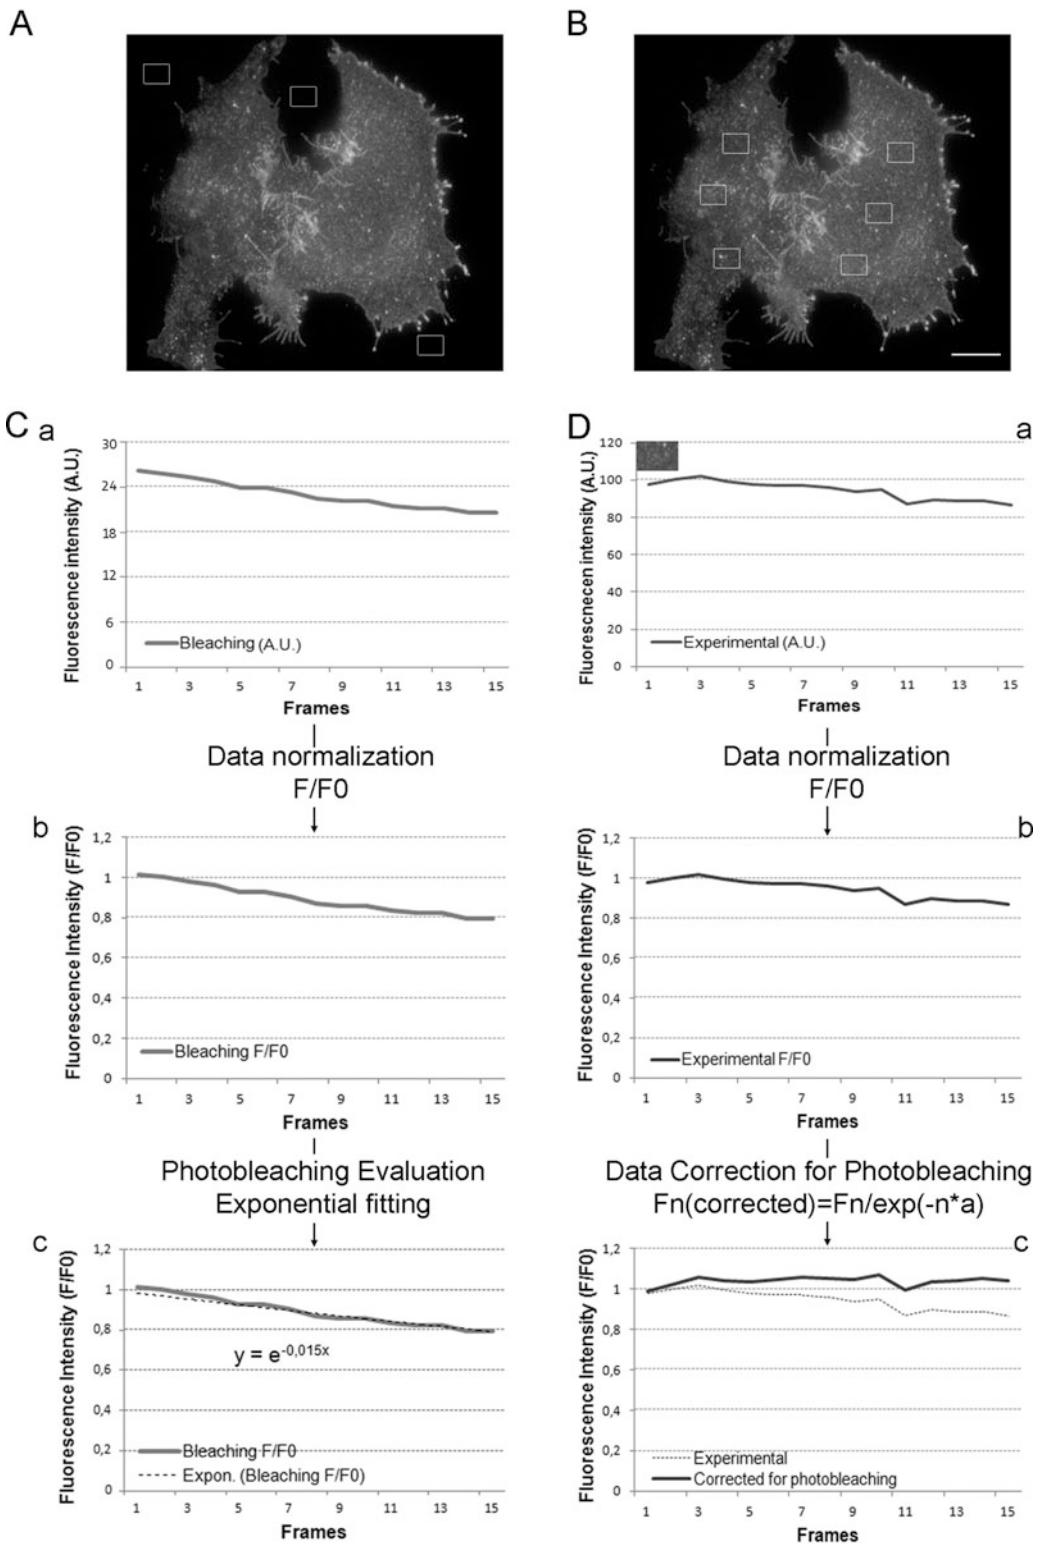 A
B
C a
30
24
18
12
6
0
Fluorescence intensity (A.U.)
Bleaching (A.U.)
1 3 5 7 9 11 13 15
Frames
Data normalization
F/F0
b
1,2
1
0,8
0,6
0,4
0,2
0
Fluorescence Intensity (F/F0)
Bleaching F/F0
1 3 5 7 9 11 13 15
Frames
Photobleaching Evaluation
Exponential fitting
c
1,2
1
0,8
0,6
0,4
0,2
0
Fluorescence Intensity (F/F0)
y = e-0,015x
Bleaching F/F0
Expon. (Bleaching F/F0)
1 3 5 7 9 11 13 15
Frames
D a
120
100
80
60
40
20
0
Fluorescnecen intensity (A.U.)
Experimental (A.U.)
1 3 5 7 9 11 13 15
Frames
Data normalization
F/F0
b
1,2
1
0,8
0,6
0,4
0,2
0
Fluorescence Intensity (F/F0)
Experimental F/F0
1 3 5 7 9 11 13 15
Frames
Data Correction for Photobleaching
Fn(corrected)=Fn/exp(-n*a)
c
1,2
1
0,8
0,6
0,4
0,2
0
Fluorescence Intensity (F/F0)
Experimental
Corrected for photobleaching
1 3 5 7 9 11 13 15
Frames